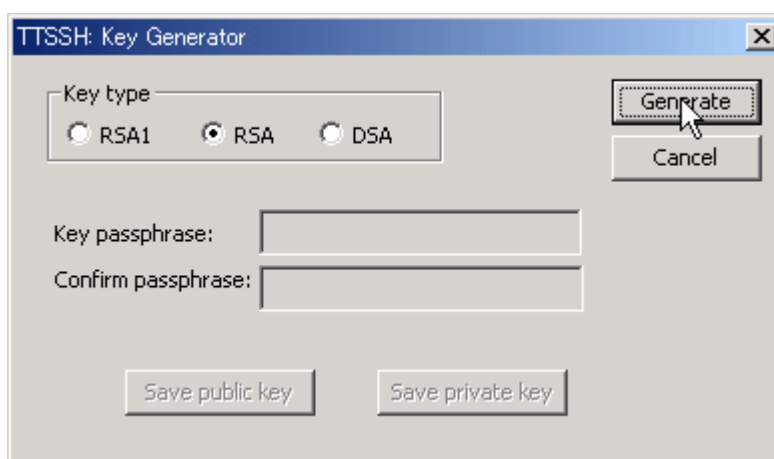 TTSSH: Key Generator
Key type
RSA1 RSA DSA
Generate
Cancel
Key passphrase:
Confirm passphrase:
Save public key Save private key